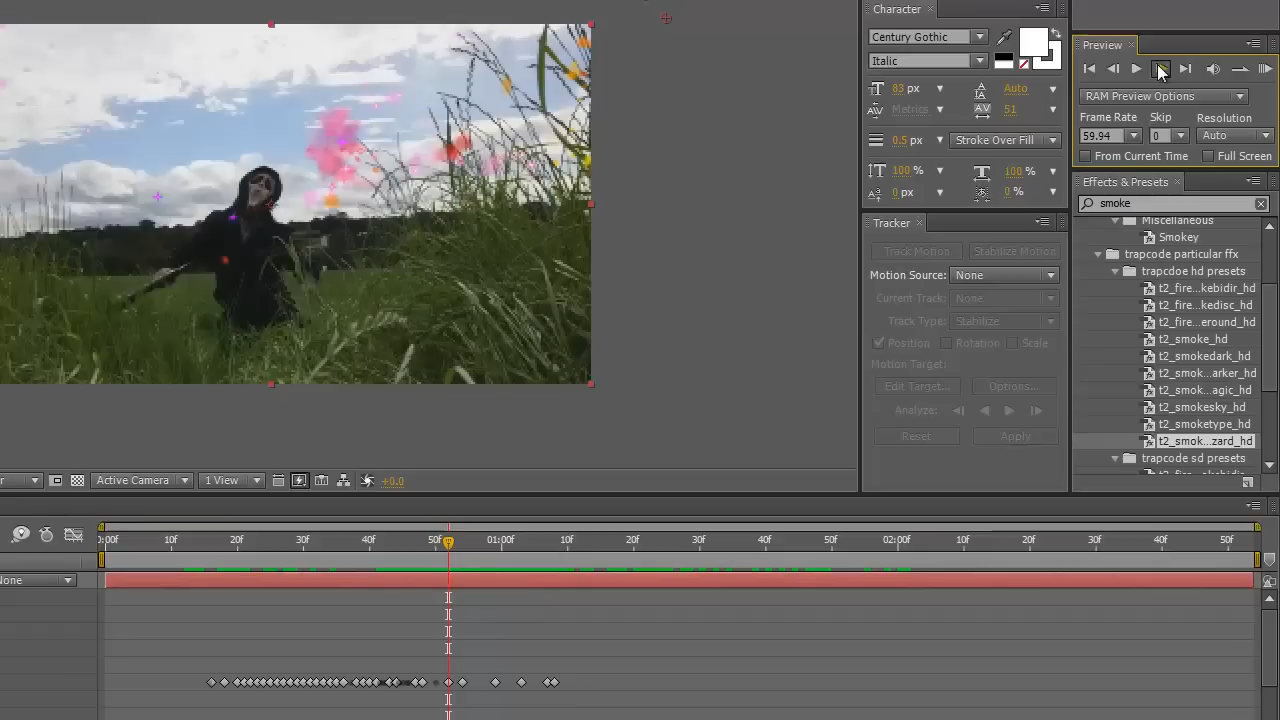 Character
Century Gothic
Italic
83 px
Auto
Metrics
51
0.5 px
Stroke Over Fill
100 %
100 %
0 px
0 %
Tracker
Track Motion
Stabilize Motion
Motion Source: None
Current Track: None
Track Type: Stabilize
Position
Rotation
Scale
Motion Target:
Edit Target...
Options...
Analyze:
Reset
Apply
Preview
RAM Preview Options
Frame Rate
Skip
Resolution
59.94
0
Auto
From Current Time
Full Screen
Effects & Presets
smoke
Miscellaneous
Smokey
trapcode particular ffx
trapcdoe hd presets
t2_fire...kebidir_hd
t2_fire...kedisc_hd
t2_fire...eround_hd
t2_smoke_hd
t2_smokedark_hd
t2_smok...arker_hd
t2_smok...agic_hd
t2_smokesky_hd
t2_smoketype_hd
t2_smok...zard_hd
trapcode sd presets
Active Camera
1 View
+0.0
0:00f
10f
20f
30f
40f
50f
01:00f
10f
20f
30f
40f
50f
02:00f
10f
20f
30f
40f
50f
None